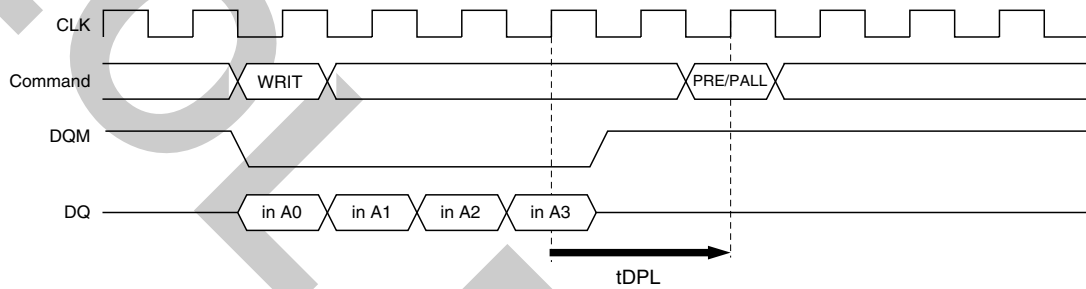 CLK
Command WRIT PRE/PALL
DQM
DQ in A0 in A1 in A2 in A3
tDPL